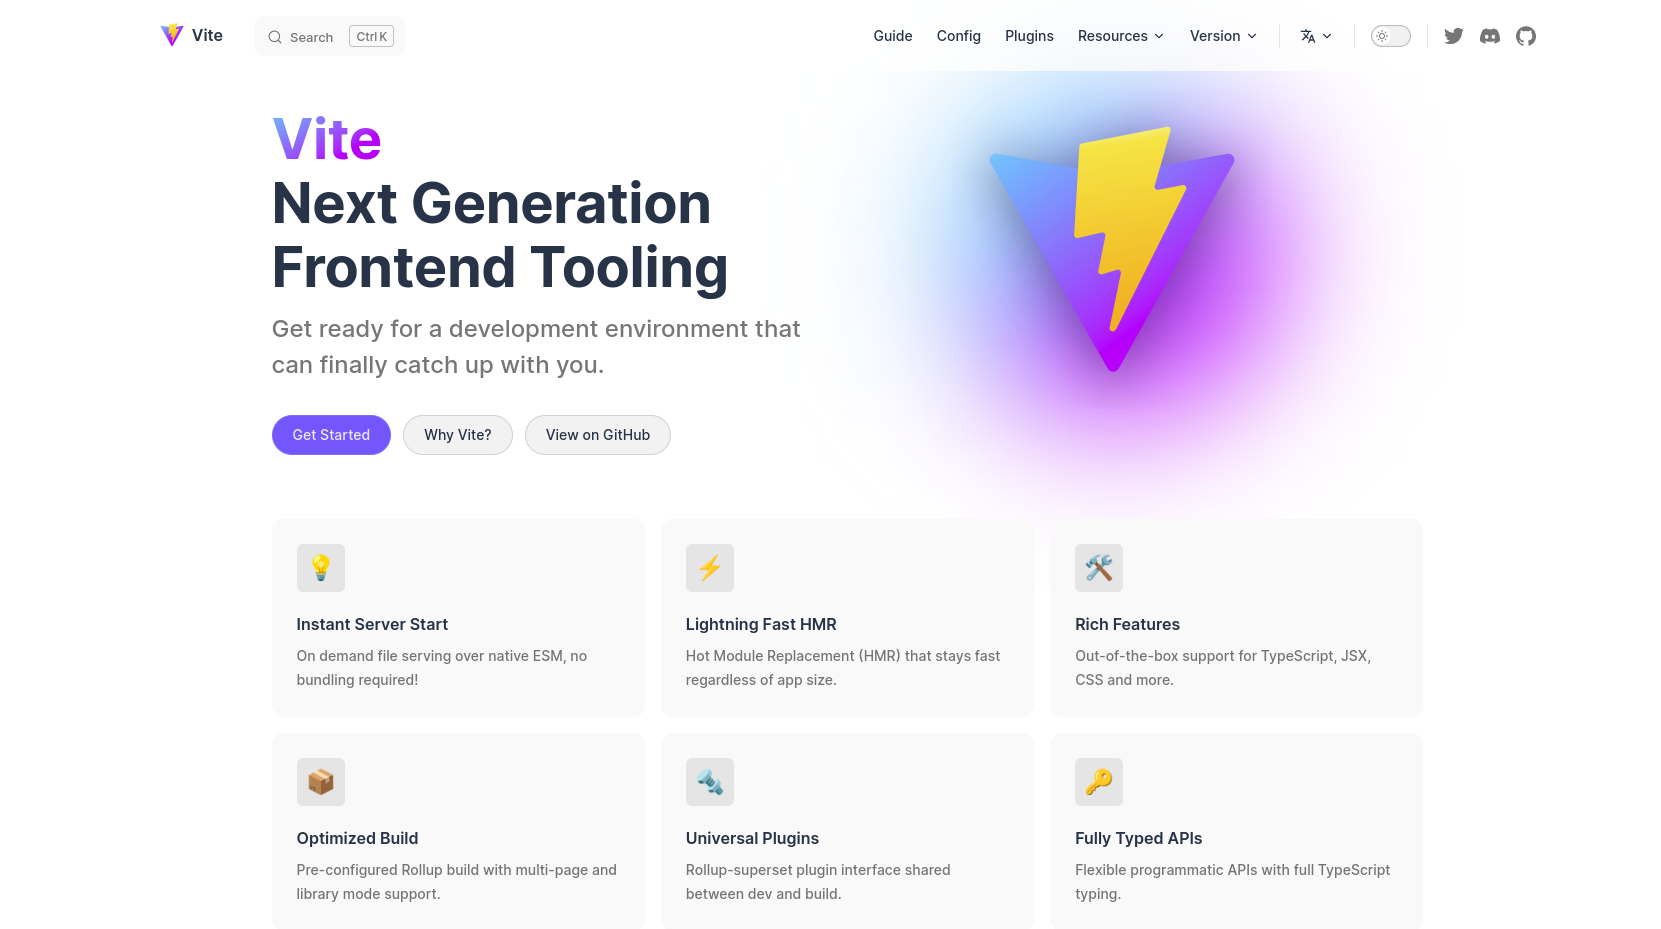 Vite
Search
Ctrl K
Guide
Config
Plugins
Resources
Version
Vite
Next Generation
Frontend Tooling
Get ready for a development environment that
can finally catch up with you.
Get Started
Why Vite?
View on GitHub
Instant Server Start
On demand file serving over native ESM, no
bundling required!
Lightning Fast HMR
Hot Module Replacement (HMR) that stays fast
regardless of app size.
Rich Features
Out-of-the-box support for TypeScript, JSX,
CSS and more.
Optimized Build
Pre-configured Rollup build with multi-page and
library mode support.
Universal Plugins
Rollup-superset plugin interface shared
between dev and build.
Fully Typed APIs
Flexible programmatic APIs with full TypeScript
typing.